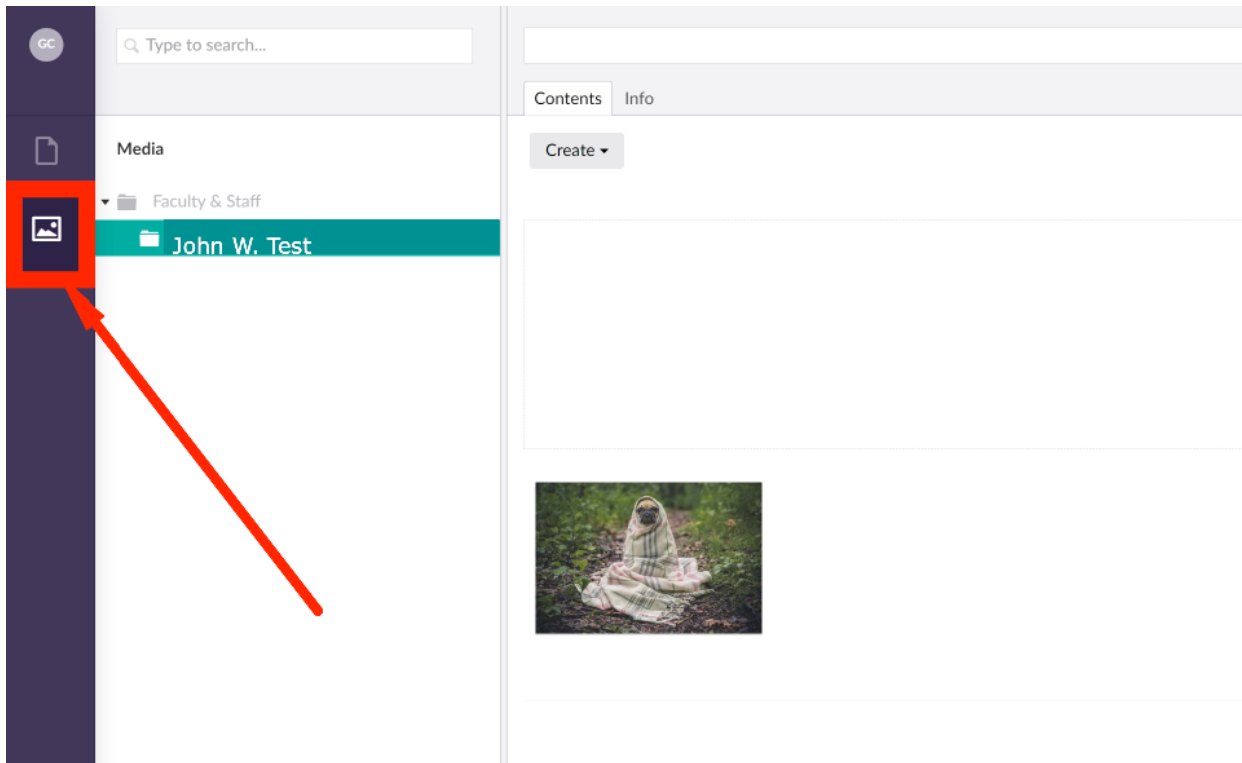 GC
Type to search...
Contents
Info
Media
Create
Faculty & Staff
John W. Test